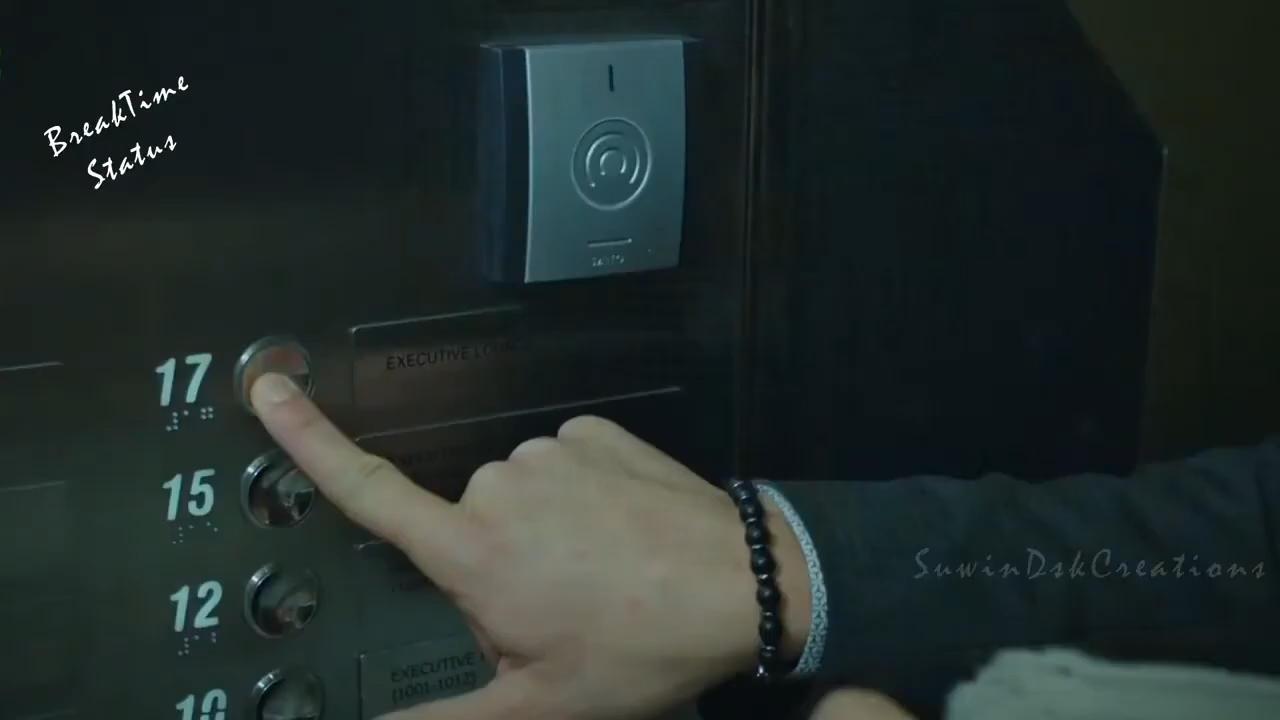 BreakTime
Status
17
EXECUTIVE
15
12
SuwinDskCreations
EXECUTIVE
(1001-1012)
10